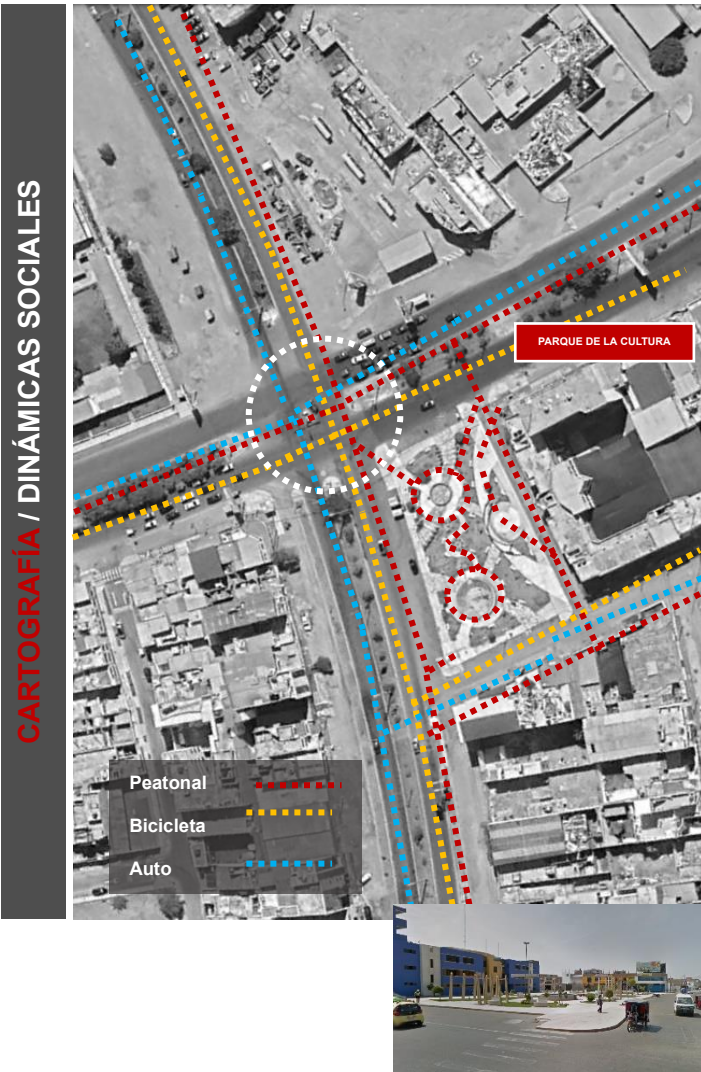 CARTOGRAFÍA / DINÁMICAS SOCIALES
PARQUE DE LA CULTURA
Peatonal
Bicicleta
Auto